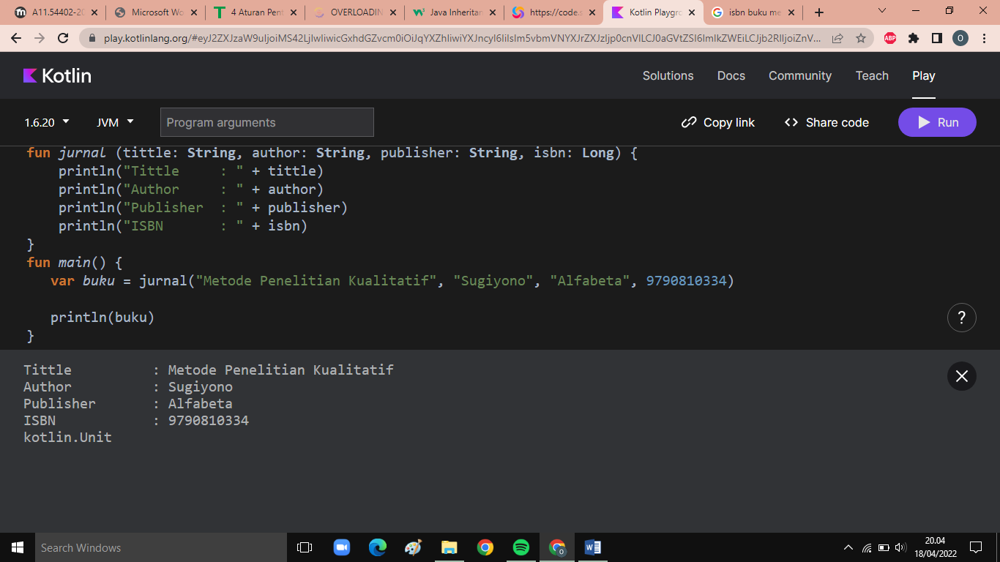 A11.54402-20
Microsoft Wo
4 Aturan Pent
OVERLOADIN
Java Inheritan
https://code.s
Kotlin Playgro
isbn buku me
play.kotlinlang.org/#eyJ2ZXJzaW9uIjoiMS42LjIwIiwicGxhdGZvcm0iOiJqYXZhIiwiYXJncyI6IiIsIm5vbmVNYXJrZXJzIjp0cnVlLCJ0aGVtZSI6ImlkZWEiLCJjb2RlIjoiZnV...
ABP
O
Kotlin
Solutions Docs Community Teach Play
1.6.20 JVM Program arguments Copy link Share code Run
fun jurnal (tittle: String, author: String, publisher: String, isbn: Long) {
println("Tittle : " + tittle)
println("Author : " + author)
println("Publisher : " + publisher)
println("ISBN : " + isbn)
}
fun main() {
var buku = jurnal("Metode Penelitian Kualitatif", "Sugiyono", "Alfabeta", 9790810334)
println(buku)
?
}
Tittle : Metode Penelitian Kualitatif
Author : Sugiyono
Publisher : Alfabeta
ISBN : 9790810334
kotlin.Unit
Search Windows
20.04
18/04/2022